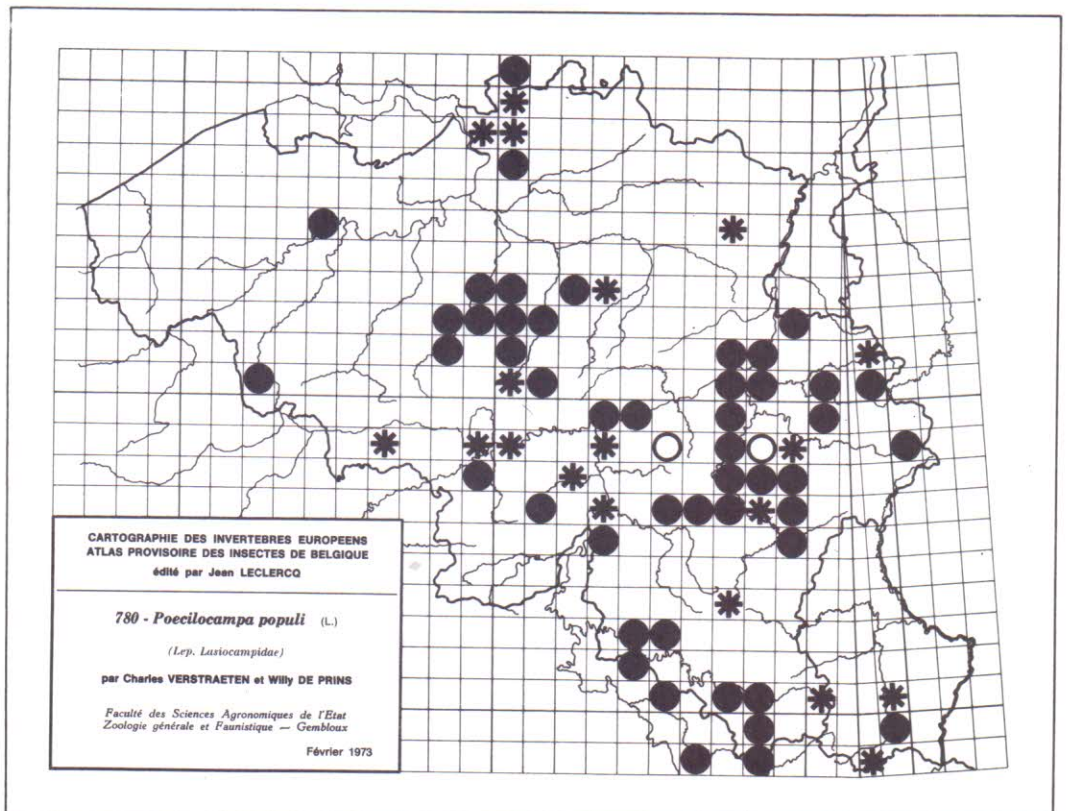 CARTOGRAPHIE DES INVERTEBRES EUROPEENS
ATLAS PROVISOIRE DES INSECTES DE BELGIQUE
édité par Jean LECLERCQ
780 - Poecilocampa populi (L.)
(Lep. Lasiocampidae)
par Charles VERSTRAETEN et Willy DE PRINS
Faculté des Sciences Agronomiques de l'Etat
Zoologie générale et Faunistique — Gembloux
Février 1973